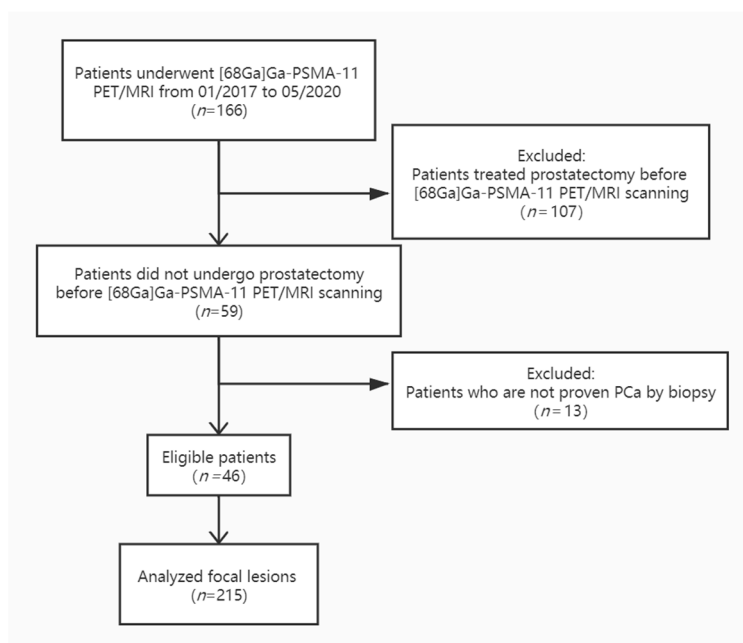 Patients underwent [68Ga]Ga-PSMA-11
PET/MRI from 01/2017 to 05/2020
(n=166)
Excluded:
Patients treated prostatectomy before
[68Ga]Ga-PSMA-11 PET/MRI scanning
(n=107)
Patients did not undergo prostatectomy
before [68Ga]Ga-PSMA-11 PET/MRI scanning
(n=59)
Excluded:
Patients who are not proven PCa by biopsy
(n=13)
Eligible patients
(n=46)
Analyzed focal lesions
(n=215)